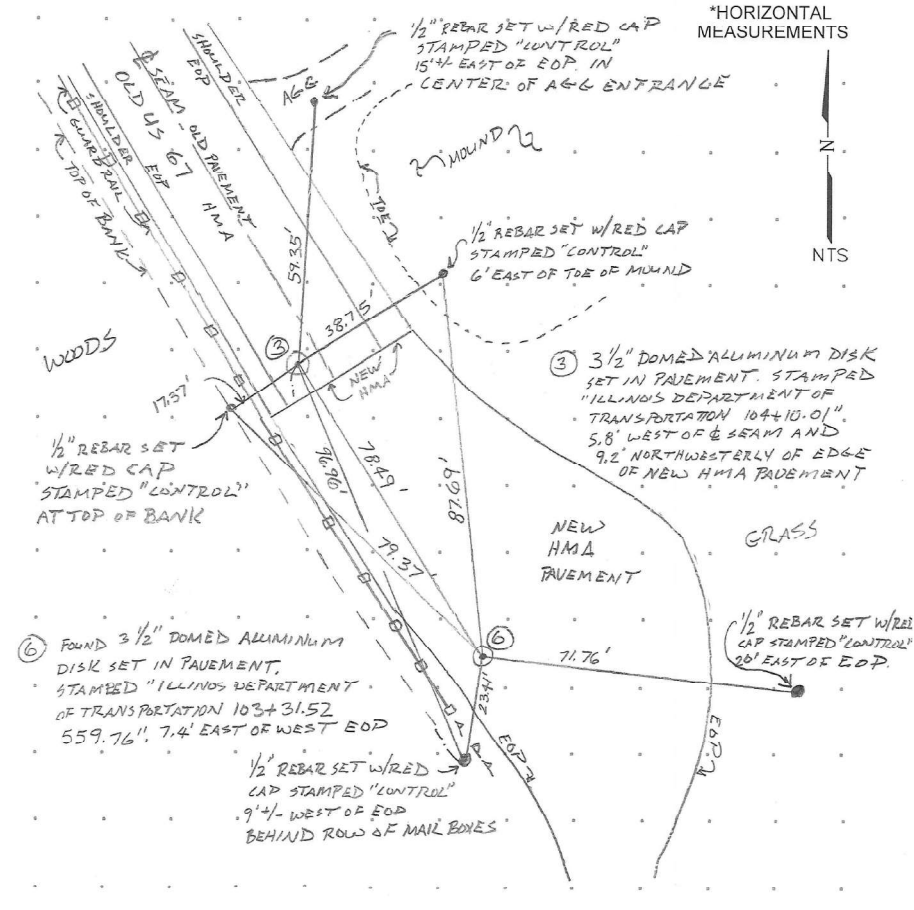 *HORIZONTAL
MEASUREMENTS
N
NTS
1/2" REBAR SET W/RED CAP
STAMPED "CONTROL"
15'+/- EAST OF EOP. IN
CENTER OF AGG ENTRANCE
SHOULDER
EOP
℄ SEAM - OLD PAVEMENT
HMA
OLD US 67
SHOULDER
EOP
GUARDRAIL
TOP OF BANK
AGG
MOUND
TOE
1/2" REBAR SET W/RED CAP
STAMPED "CONTROL"
6' EAST OF TOE OF MOUND
59.35'
38.75'
WOODS
3
NEW
HMA
17.37'
3 3 1/2" DOMED ALUMINUM DISK
SET IN PAVEMENT. STAMPED
"ILLINOIS DEPARTMENT OF
TRANSPORTATION 104+10.01"
5.8' WEST OF ℄ SEAM AND
9.2' NORTHWESTERLY OF EDGE
OF NEW HMA PAVEMENT
1/2" REBAR SET
W/RED CAP
STAMPED "CONTROL"
AT TOP OF BANK
96.96'
78.49'
87.69'
79.37'
NEW
HMA
PAVEMENT
GRASS
6
71.76'
23.41'
1/2" REBAR SET W/RED
CAP STAMPED "CONTROL"
20' EAST OF EOP.
6 FOUND 3 1/2" DOMED ALUMINUM
DISK SET IN PAVEMENT,
STAMPED "ILLINOS DEPARTMENT
OF TRANSPORTATION 103+31.52
559.76". 7.4' EAST OF WEST EOP
EOP
EOP
1/2" REBAR SET W/RED
CAP STAMPED "CONTROL"
9'+/- WEST OF EOP
BEHIND ROW OF MAIL BOXES